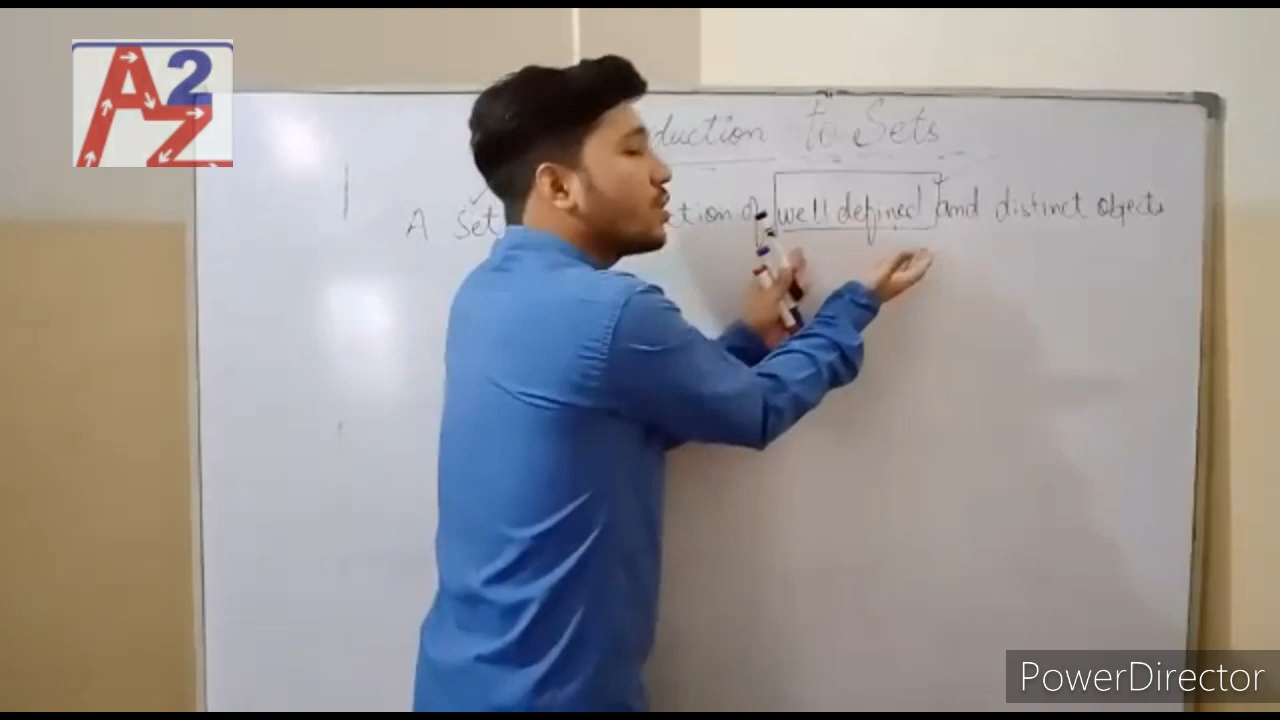 A2Z
duction to Sets
A Set tion of well defined and distinct objects
PowerDirector